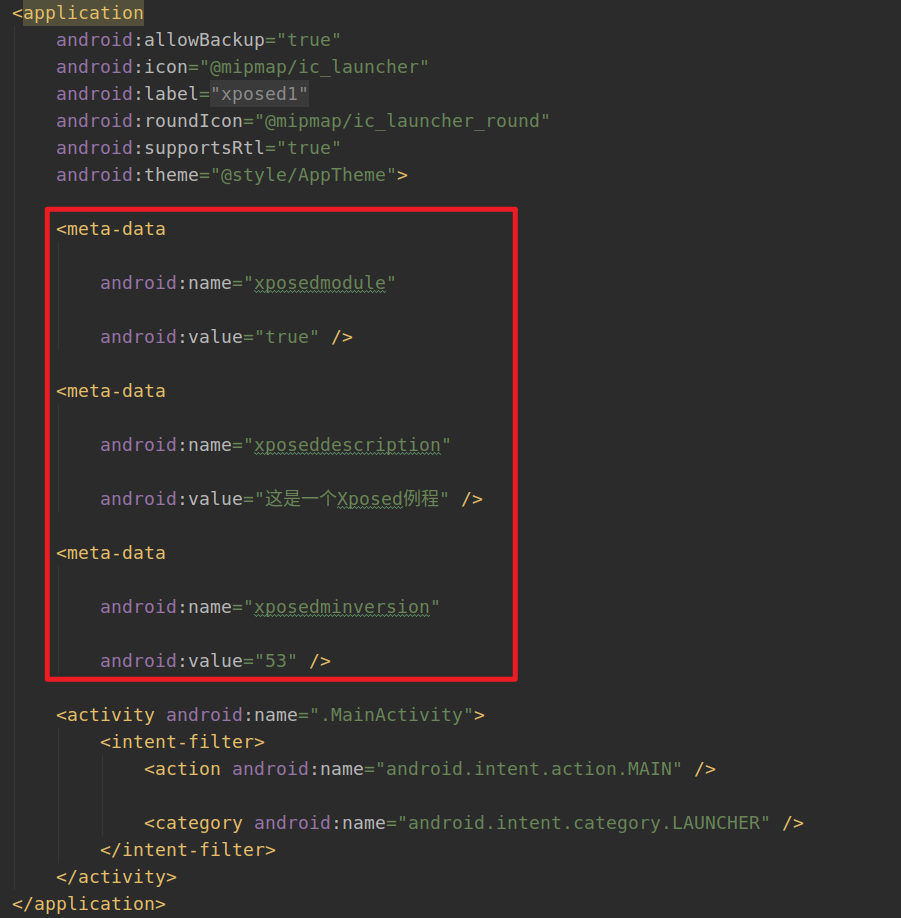 <application
android:allowBackup="true"
android:icon="@mipmap/ic_launcher"
android:label="xposed1"
android:roundIcon="@mipmap/ic_launcher_round"
android:supportsRtl="true"
android:theme="@style/AppTheme">
<meta-data
android:name="xposedmodule"
android:value="true" />
<meta-data
android:name="xposeddescription"
android:value="这是一个Xposed例程" />
<meta-data
android:name="xposedminversion"
android:value="53" />
<activity android:name=".MainActivity">
<intent-filter>
<action android:name="android.intent.action.MAIN" />
<category android:name="android.intent.category.LAUNCHER" />
</intent-filter>
</activity>
</application>